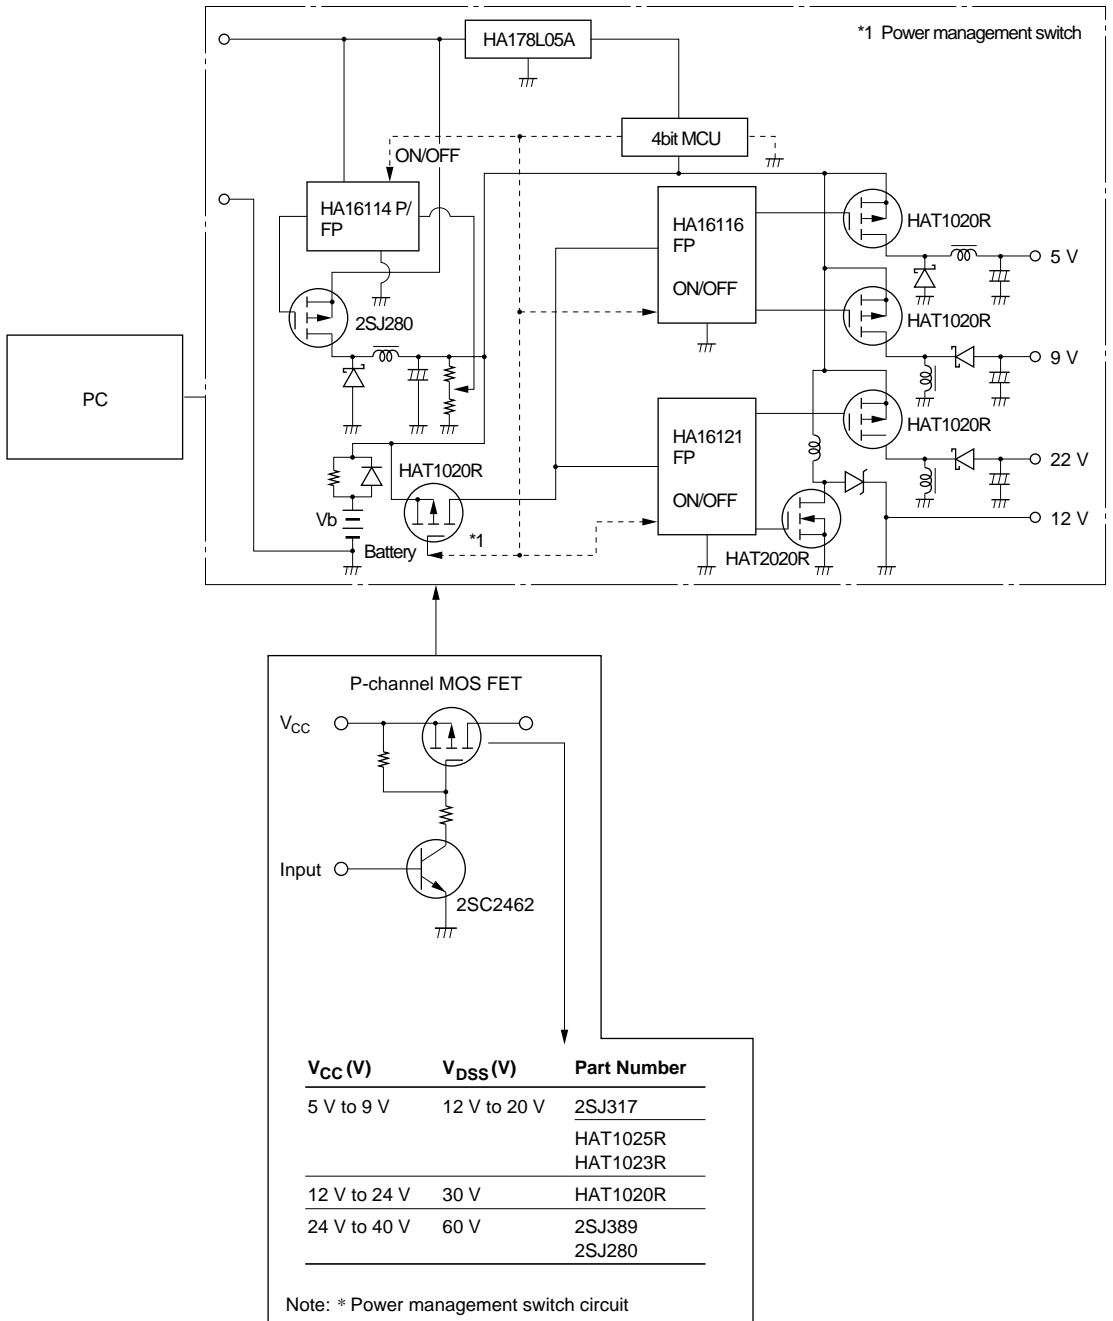 HA178L05A
*1 Power management switch
4bit MCU
ON/OFF
HA16114 P/
FP
HA16116
FP
ON/OFF
HAT1020R
5 V
2SJ280
HAT1020R
9 V
PC
HA16121
FP
ON/OFF
HAT1020R
22 V
HAT1020R
Vb
*1
12 V
Battery
HAT2020R
P-channel MOS FET
VCC
Input
2SC2462
VCC (V) VDSS (V) Part Number
5 V to 9 V 12 V to 20 V 2SJ317
HAT1025R
HAT1023R
12 V to 24 V 30 V HAT1020R
24 V to 40 V 60 V 2SJ389
2SJ280
Note: * Power management switch circuit